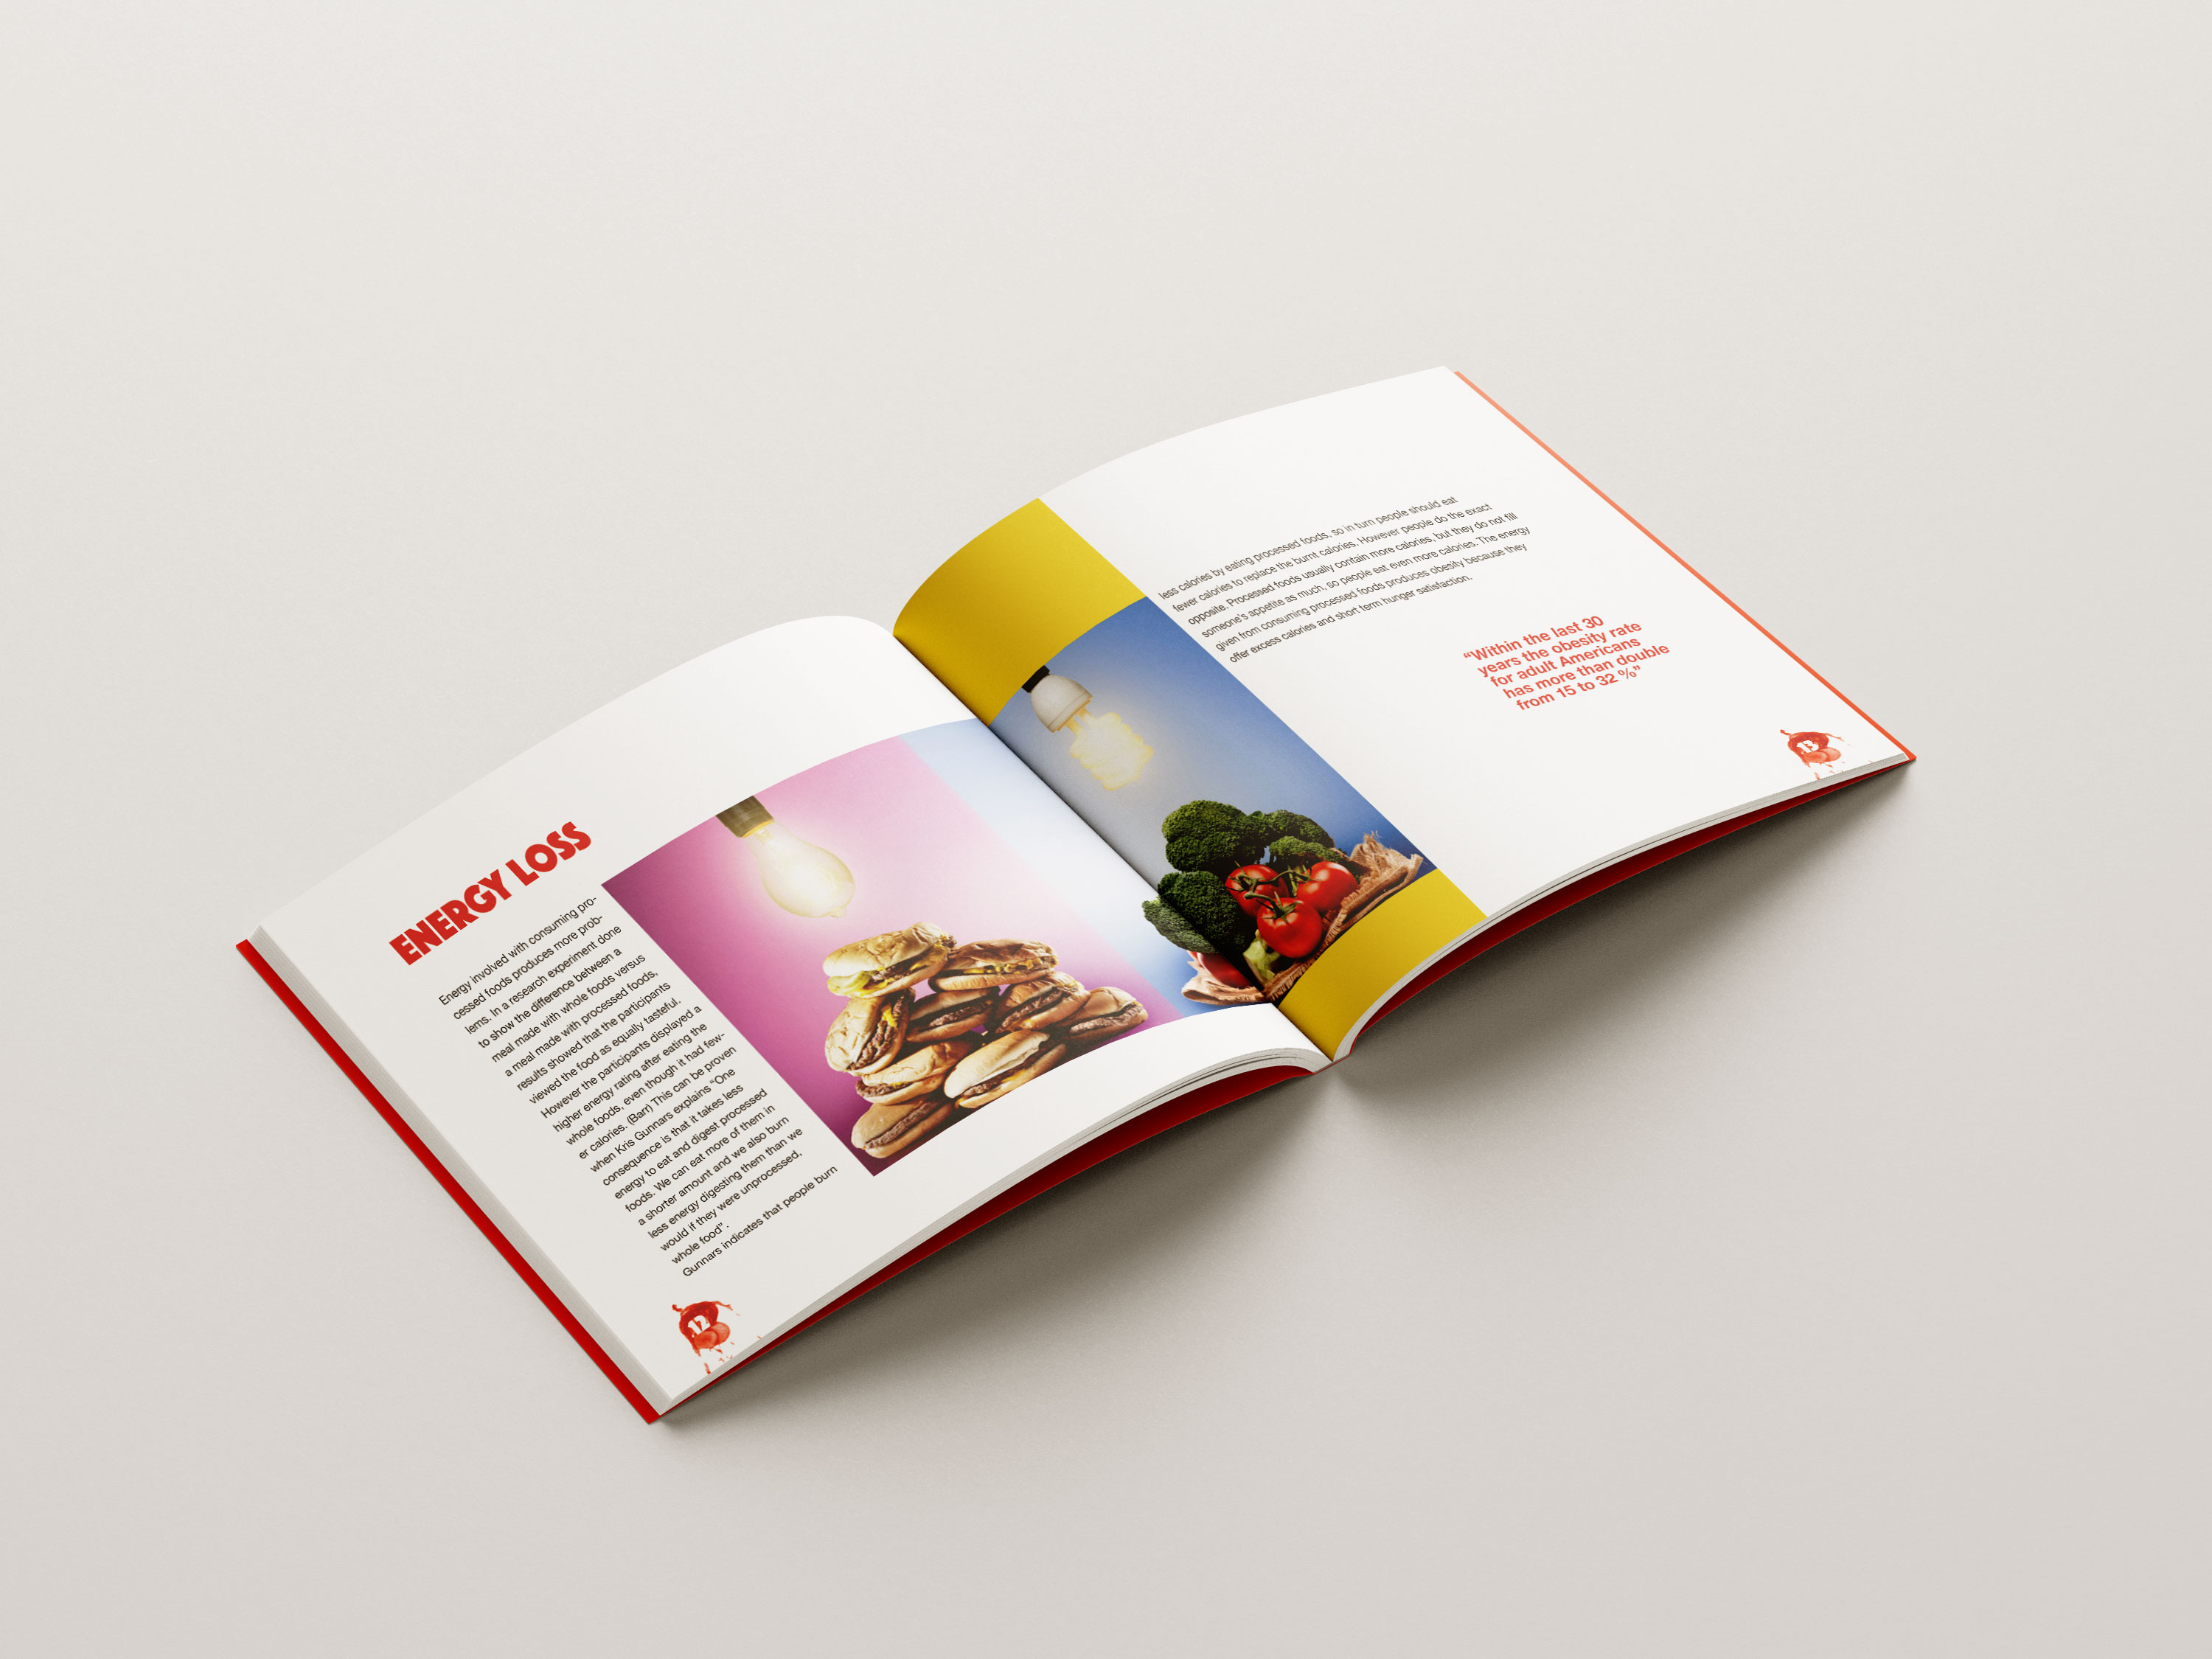 ENERGY LOSS
Energy involved with consuming pro-
cessed foods produces more prob-
lems. In a research experiment done
to show the difference between a
meal made with whole foods versus
a meal made with processed foods,
results showed that the participants
viewed the food as equally tasteful.
However the participants displayed a
higher energy rating after eating the
whole foods, even though it had few-
er calories. (Barr) This can be proven
when Kris Gunnars explains “One
consequence is that it takes less
energy to eat and digest processed
foods. We can eat more of them in
a shorter amount and we also burn
less energy digesting them than we
would if they were unprocessed,
whole food”.
Gunnars indicates that people burn
12
less calories by eating processed foods, so in turn people should eat
fewer calories to replace the burnt calories. However people do the exact
opposite. Processed foods usually contain more calories, but they do not fill
someone's appetite as much, so people eat even more calories. The energy
given from consuming processed foods produces obesity because they
offer excess calories and short term hunger satisfaction.
“Within the last 30
years the obesity rate
for adult Americans
has more than double
from 15 to 32 %”
13